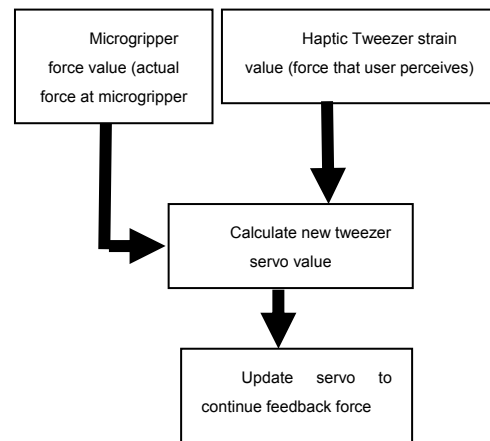 Microgripper
force value (actual
force at microgripper
Haptic Tweezer strain
value (force that user perceives)
Calculate new tweezer
servo value
Update servo to
continue feedback force